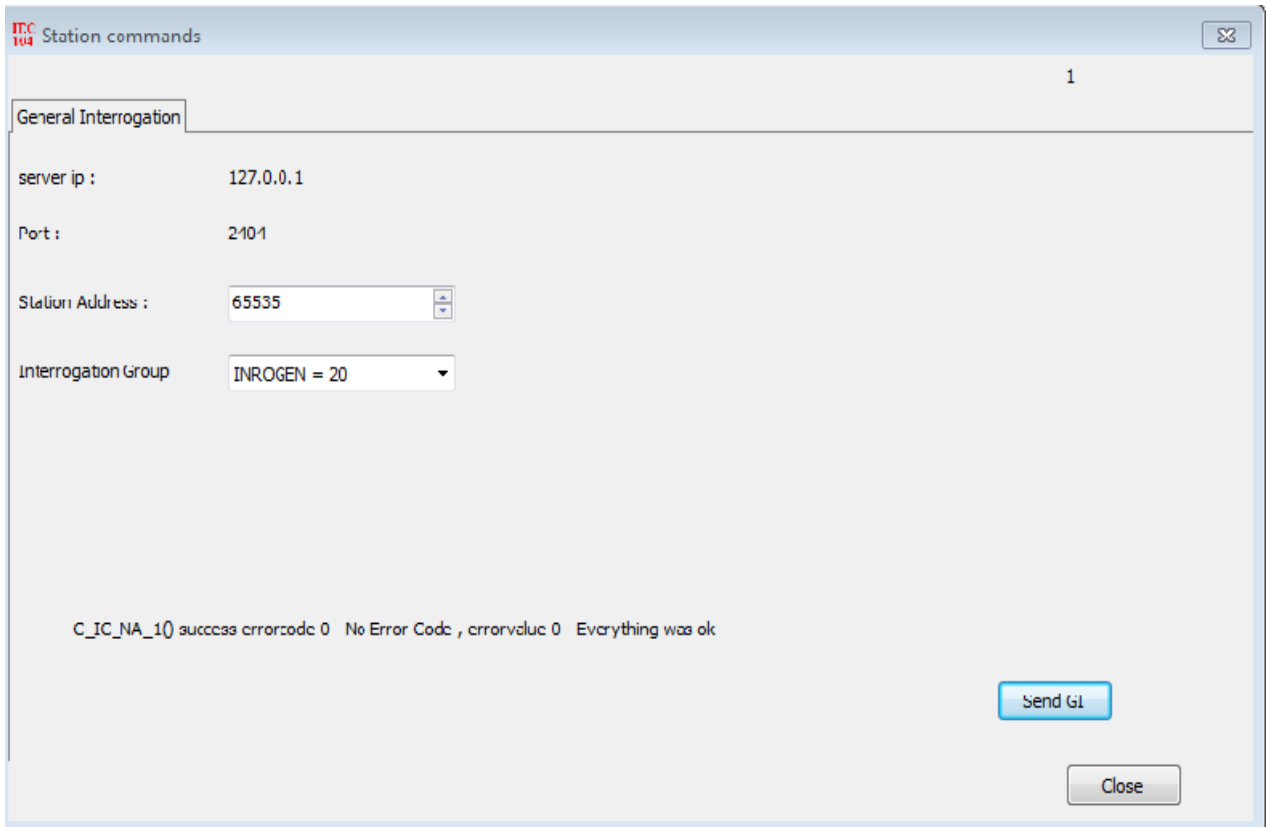 IEC
104 Station commands
1
General Interrogation
server ip : 127.0.0.1
Port : 2404
Station Address : 65535
Interrogation Group INROGEN = 20
C_IC_NA_1() success errorcode 0 No Error Code , errorvalue 0 Everything was ok
Send GI
Close